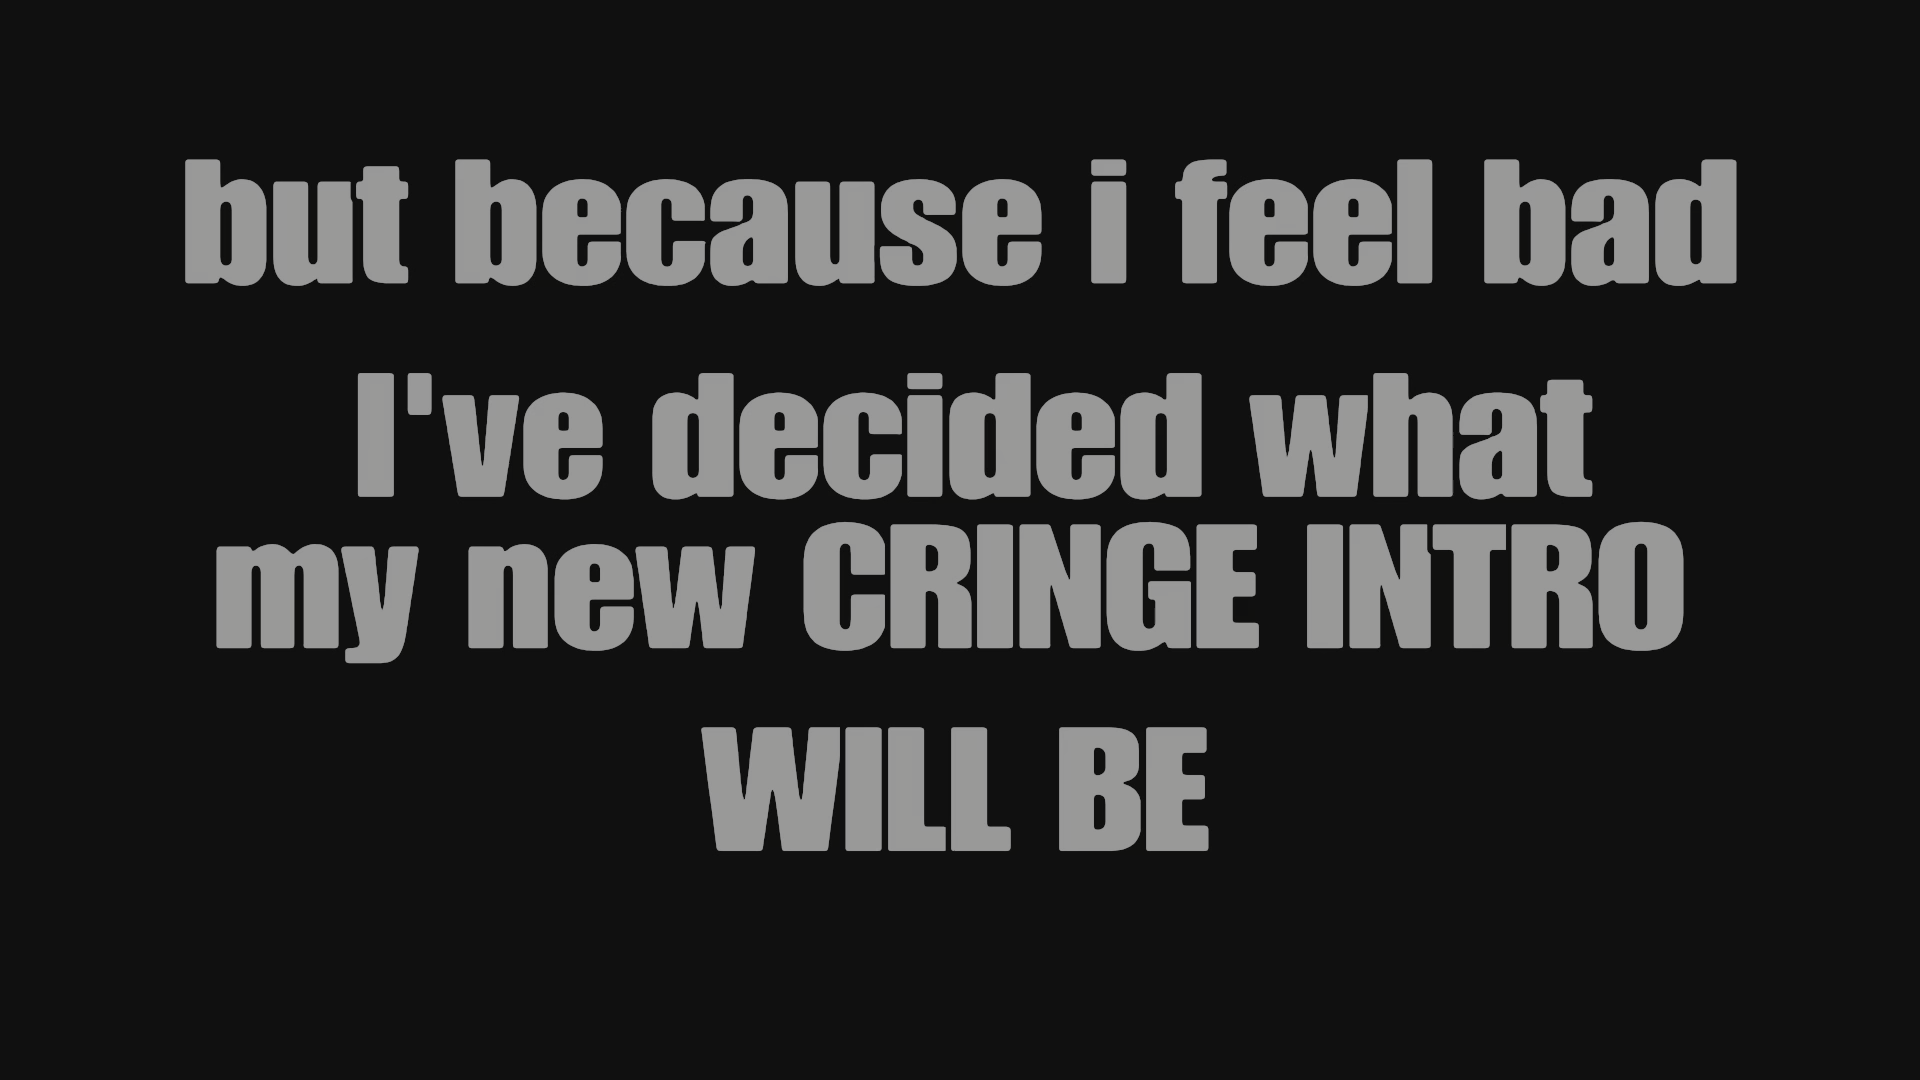 but because i feel bad
I've decided what
my new CRINGE INTRO
WILL BE